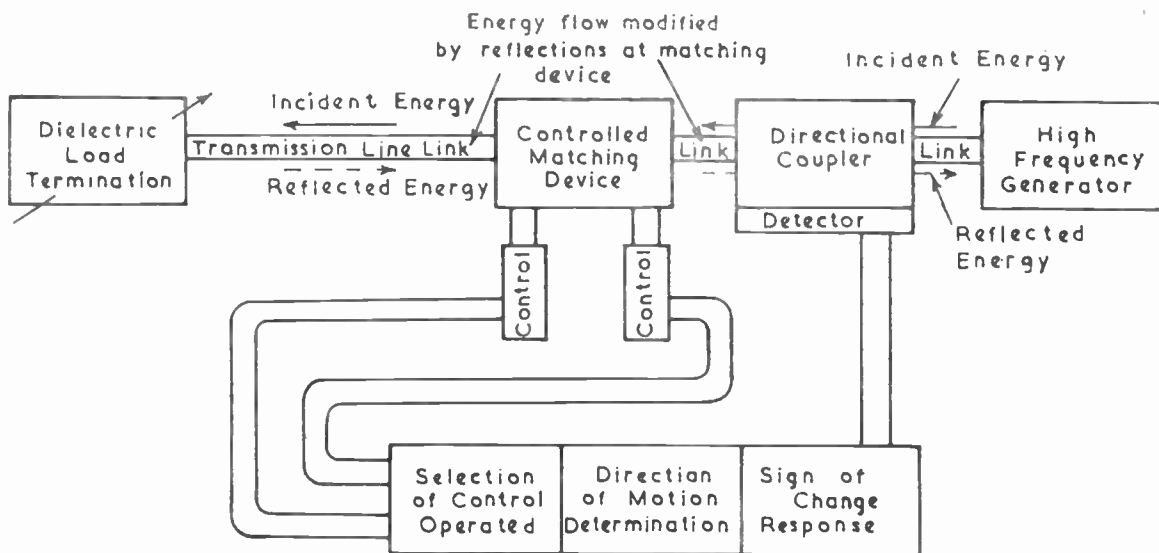 Energy flow modified
by reflections at matching
device
Incident Energy
Incident Energy
Dielectric
Load
Termination
Transmission Line Link
Reflected Energy
Controlled
Matching
Device
Link
Directional
Coupler
Detector
Link
High
Frequency
Generator
Reflected
Energy
Control
Control
Selection
of Control
Operated
Direction
of Motion
Determination
Sign of
Change
Response